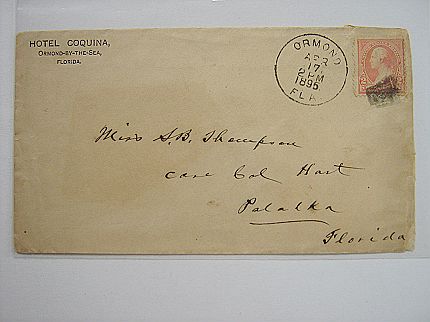 HOTEL COQUINA,
ORMOND-BY-THE-SEA,
FLORIDA.
ORMOND
APR
17
2 PM
1895
FLA
Miss S.B. Thompson
care Col Hart
Palatka
Florida